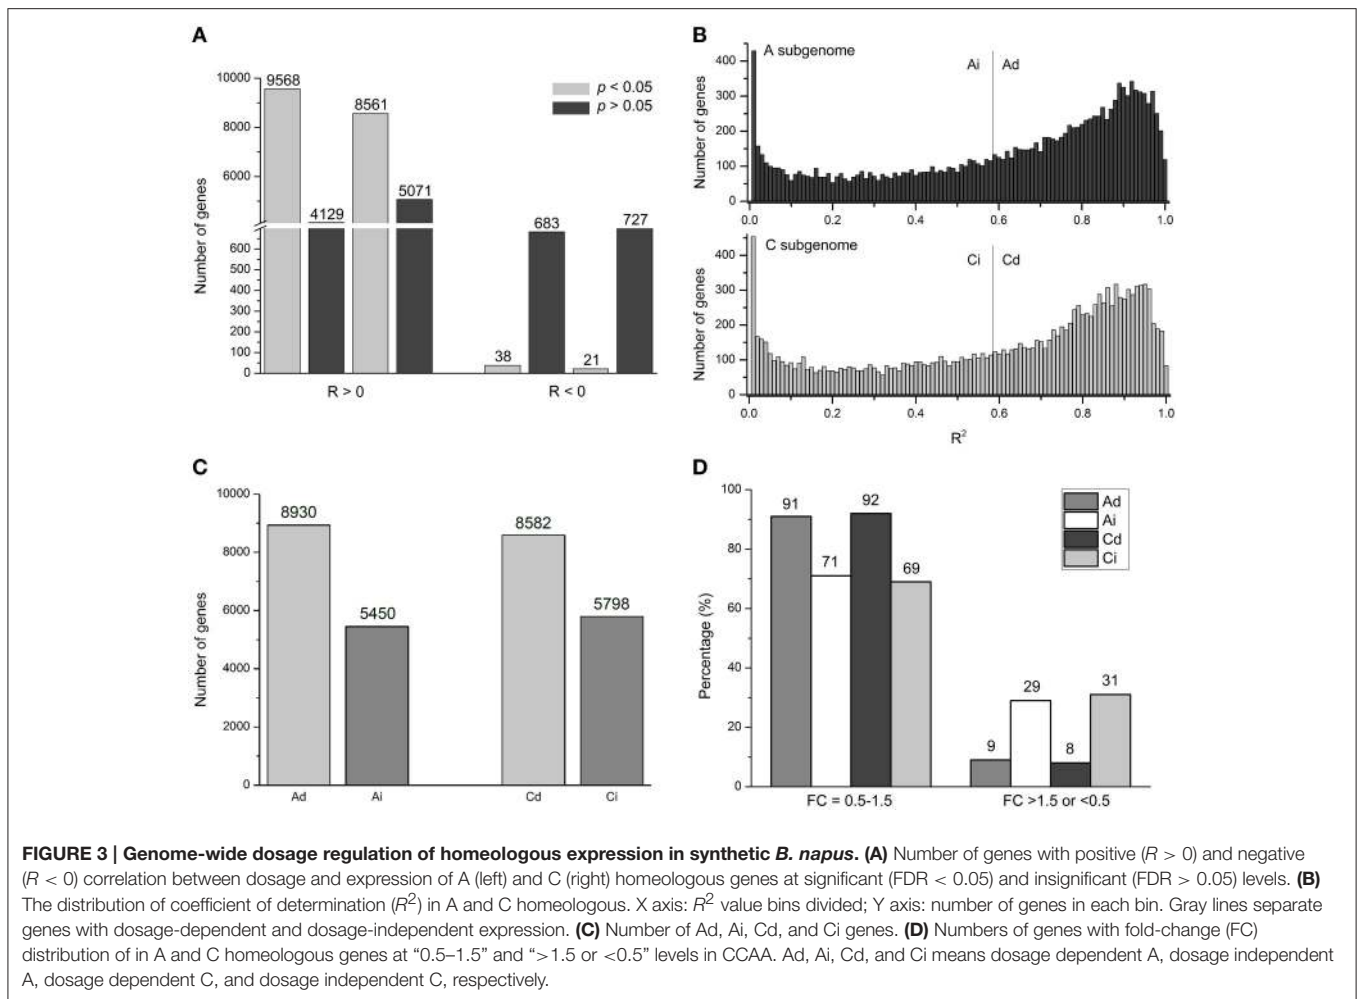 A
10000
8000
6000
600
500
400
300
200
100
0
Number of genes
9568
4129
8561
5071
38
683
21
727
p < 0.05
p > 0.05
R > 0
R < 0
B
A subgenome
Ai
Ad
400
300
200
100
0
Number of genes
0.0
0.2
0.4
0.6
0.8
1.0
C subgenome
Ci
Cd
400
300
200
100
0
Number of genes
0.0
0.2
0.4
0.6
0.8
1.0
R²
C
10000
8000
6000
4000
2000
0
Number of genes
8930
5450
8582
5798
Ad
Ai
Cd
Ci
D
100
80
60
40
20
0
Percentage (%)
91
71
92
69
9
29
8
31
Ad
Ai
Cd
Ci
FC = 0.5-1.5
FC >1.5 or <0.5
FIGURE 3 | Genome-wide dosage regulation of homeologous expression in synthetic B. napus. (A) Number of genes with positive (R > 0) and negative
(R < 0) correlation between dosage and expression of A (left) and C (right) homeologous genes at significant (FDR < 0.05) and insignificant (FDR > 0.05) levels. (B)
The distribution of coefficient of determination (R²) in A and C homeologous. X axis: R² value bins divided; Y axis: number of genes in each bin. Gray lines separate
genes with dosage-dependent and dosage-independent expression. (C) Number of Ad, Ai, Cd, and Ci genes. (D) Numbers of genes with fold-change (FC)
distribution of in A and C homeologous genes at “0.5–1.5” and “>1.5 or <0.5” levels in CCAA. Ad, Ai, Cd, and Ci means dosage dependent A, dosage independent
A, dosage dependent C, and dosage independent C, respectively.